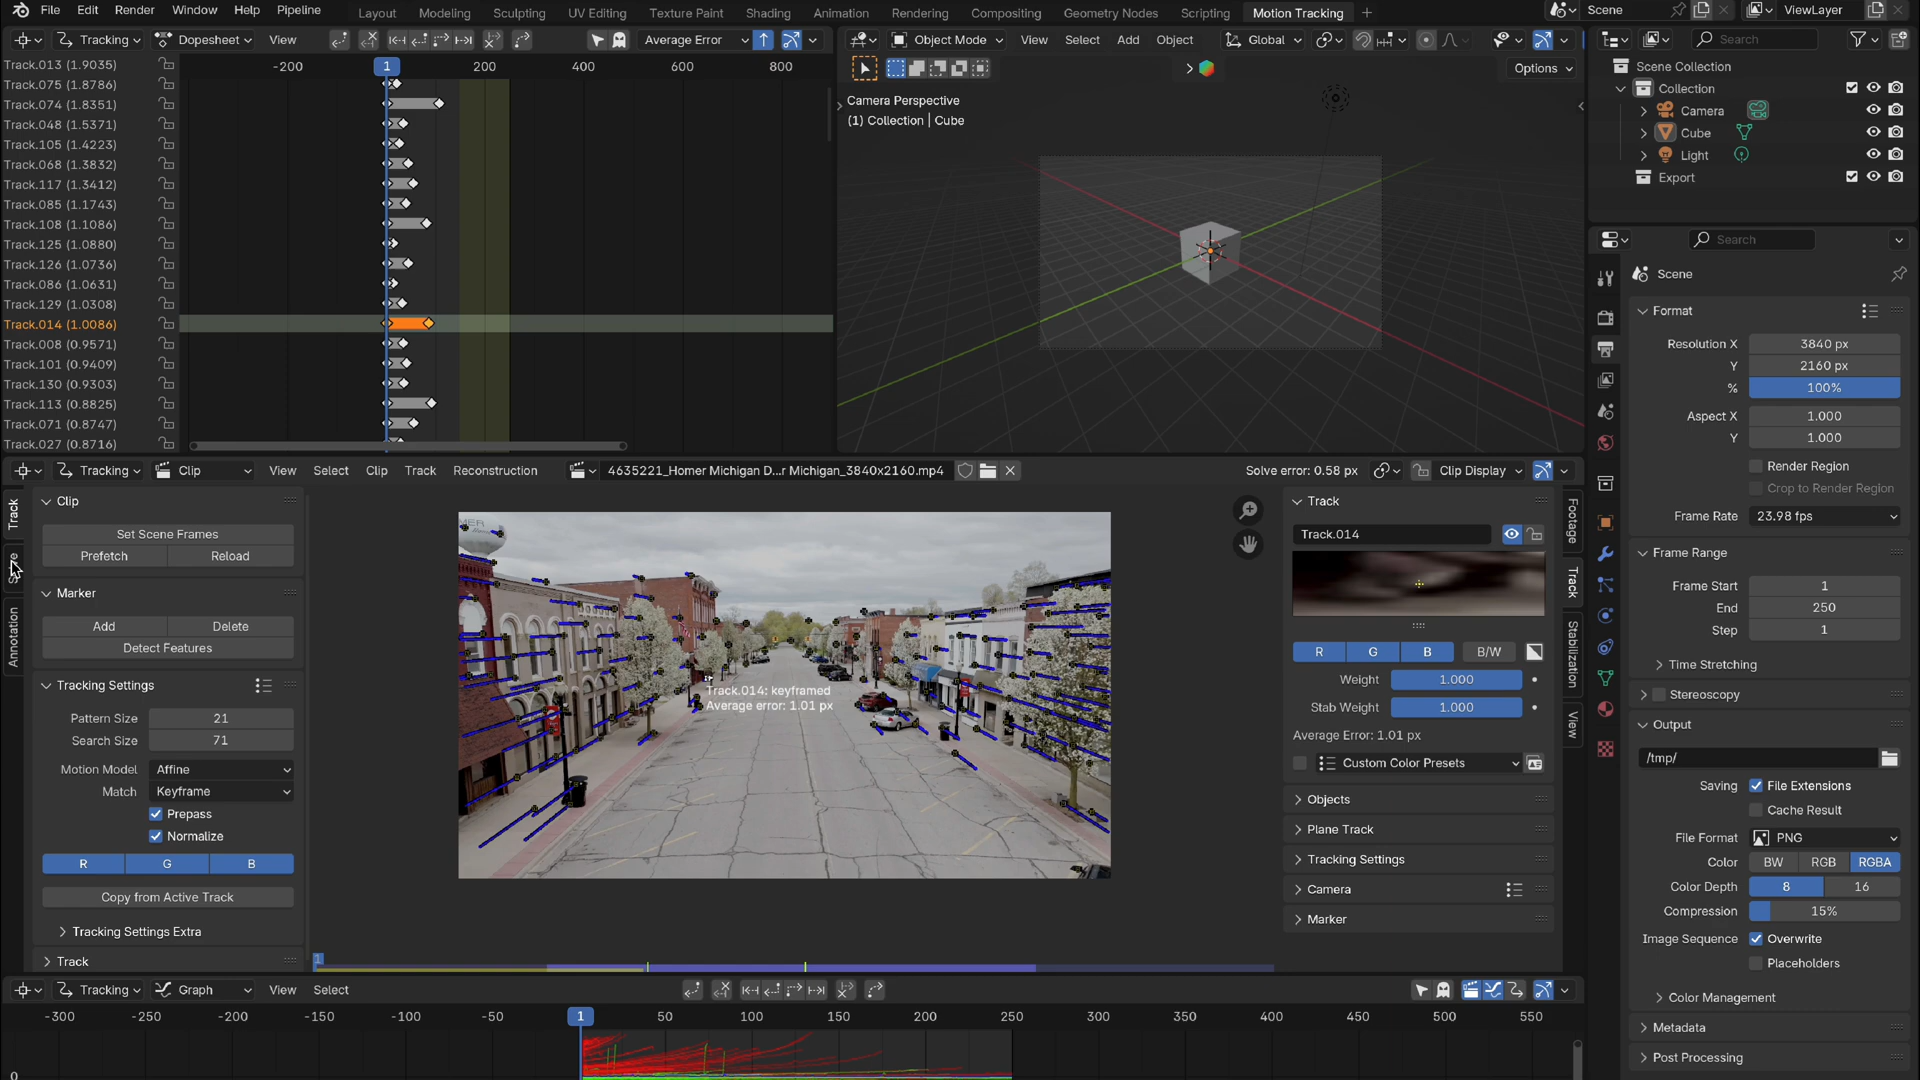 File Edit Render Window Help Pipeline
Layout Modeling Sculpting UV Editing Texture Paint Shading Animation Rendering Compositing Geometry Nodes Scripting Motion Tracking
Scene
ViewLayer
Tracking Dopesheet View
Average Error
-200 1 200 400 600 800
Track.013 (1.9035)
Track.075 (1.8786)
Track.074 (1.8351)
Track.048 (1.5371)
Track.105 (1.4223)
Track.068 (1.3832)
Track.117 (1.3412)
Track.085 (1.1743)
Track.108 (1.1086)
Track.125 (1.0880)
Track.126 (1.0736)
Track.086 (1.0631)
Track.129 (1.0308)
Track.014 (1.0086)
Track.008 (0.9571)
Track.101 (0.9409)
Track.130 (0.9303)
Track.113 (0.8825)
Track.071 (0.8747)
Track.027 (0.8716)
Object Mode View Select Add Object Global
Options
Camera Perspective
(1) Collection | Cube
Search
Scene Collection
Collection
Camera
Cube
Light
Export
Search
Scene
Format
Resolution X 3840 px
Y 2160 px
% 100%
Aspect X 1.000
Y 1.000
Render Region
Crop to Render Region
Frame Rate 23.98 fps
Frame Range
Frame Start 1
End 250
Step 1
Time Stretching
Stereoscopy
Output
/tmp/
Saving File Extensions
Cache Result
File Format PNG
Color BW RGB RGBA
Color Depth 8 16
Compression 15%
Image Sequence Overwrite
Placeholders
Color Management
Metadata
Post Processing
Tracking Clip View Select Clip Track Reconstruction
4635221_Homer Michigan D...r Michigan_3840x2160.mp4
Solve error: 0.58 px
Clip Display
Track
Annotation
Clip
Set Scene Frames
Prefetch Reload
Marker
Add Delete
Detect Features
Tracking Settings
Pattern Size 21
Search Size 71
Motion Model Affine
Match Keyframe
Prepass
Normalize
R G B
Copy from Active Track
Tracking Settings Extra
Track
Track.014: keyframed
Average error: 1.01 px
1
Track
Track.014
R G B B/W
Weight 1.000
Stab Weight 1.000
Average Error: 1.01 px
Custom Color Presets
Objects
Plane Track
Tracking Settings
Camera
Marker
Footage
Track
Stabilization
View
Tracking Graph View Select
-300 -250 -200 -150 -100 -50 1 50 100 150 200 250 300 350 400 450 500 550
0